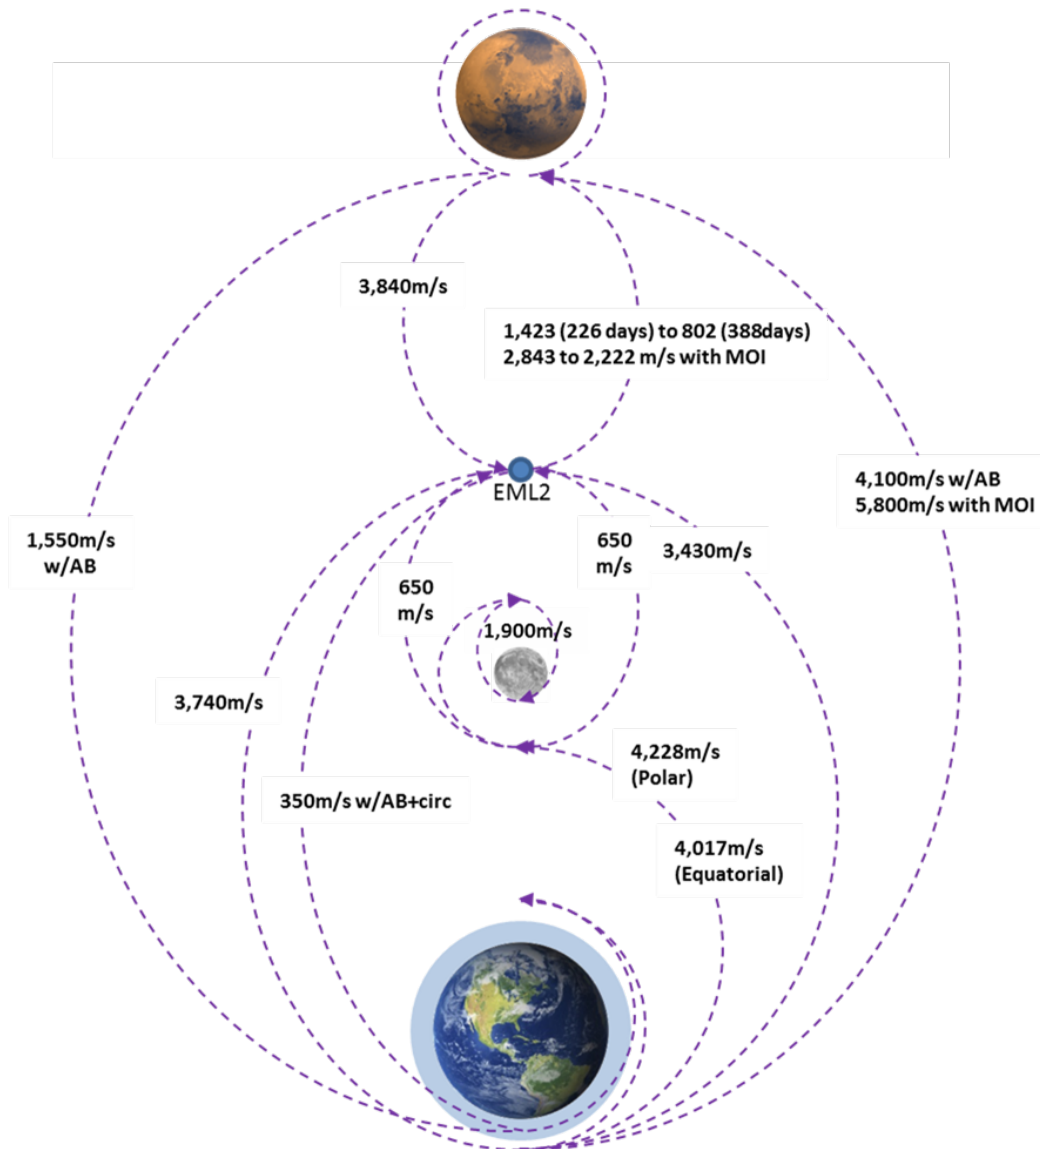 3,840m/s
1,423 (226 days) to 802 (388days)
2,843 to 2,222 m/s with MOI
EML2
4,100m/s w/AB
5,800m/s with MOI
1,550m/s
w/AB
650
m/s
3,430m/s
650
m/s
1,900m/s
3,740m/s
4,228m/s
(Polar)
350m/s w/AB+circ
4,017m/s
(Equatorial)